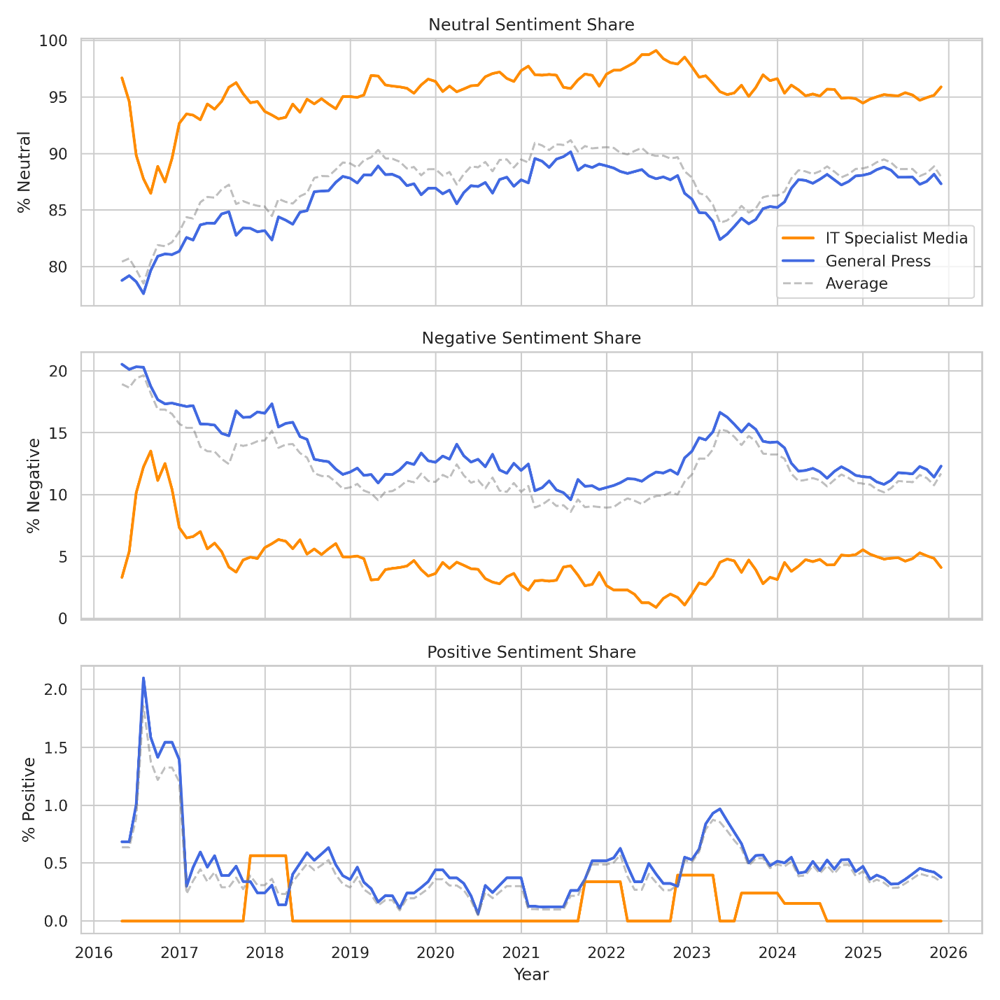 Neutral Sentiment Share
% Neutral
100
95
90
85
80
IT Specialist Media
General Press
Average
Negative Sentiment Share
% Negative
20
15
10
5
0
Positive Sentiment Share
% Positive
2.0
1.5
1.0
0.5
0.0
2016 2017 2018 2019 2020 2021 2022 2023 2024 2025 2026
Year